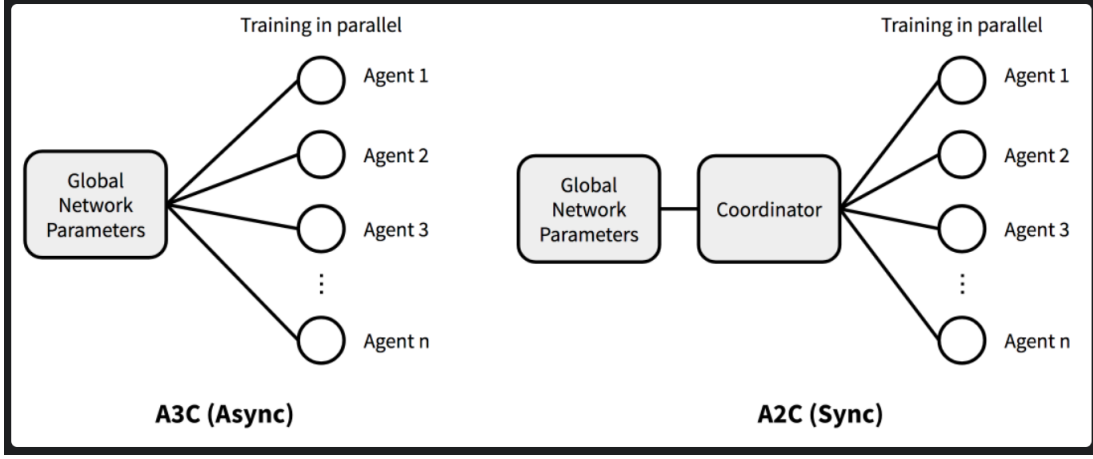 Training in parallel
Agent 1
Agent 2
Agent 3
Agent n
Global
Network
Parameters
A3C (Async)
Training in parallel
Agent 1
Agent 2
Agent 3
Agent n
Global
Network
Parameters
Coordinator
A2C (Sync)